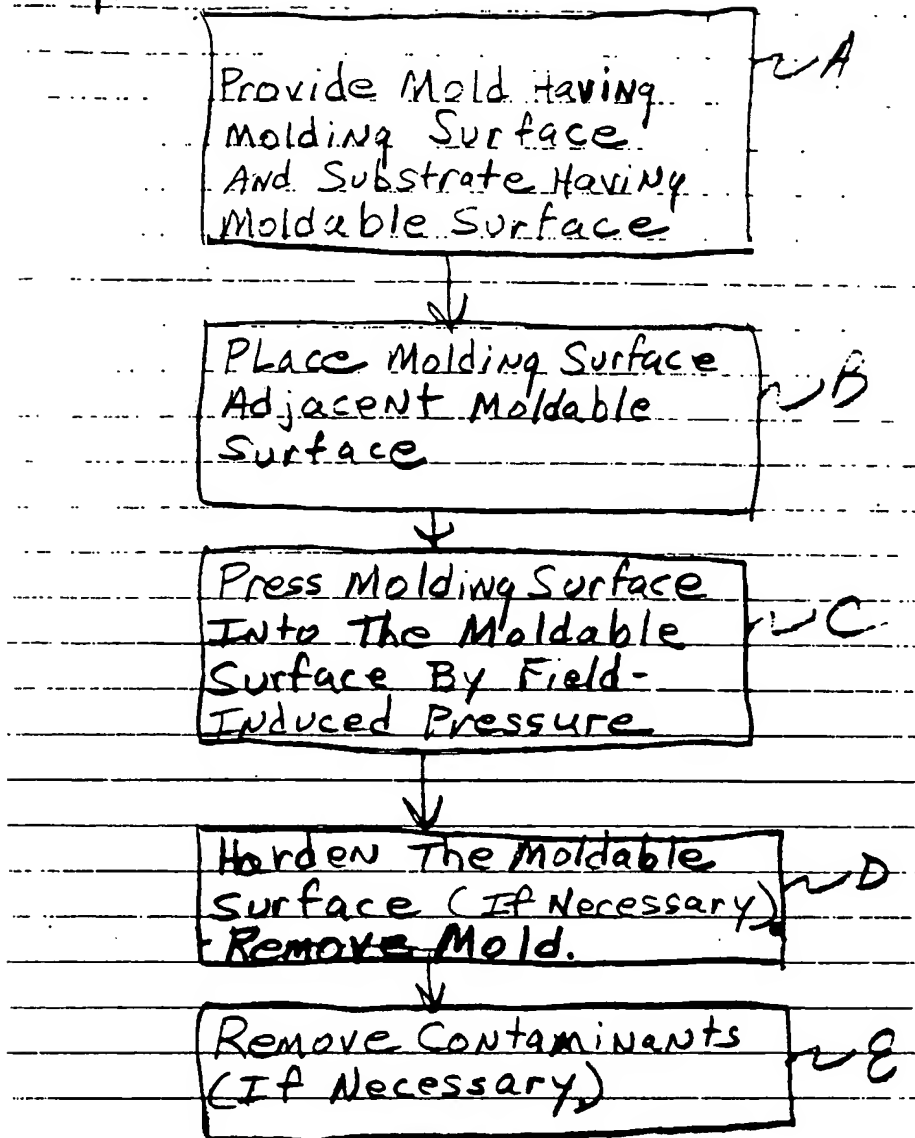 Provide Mold Having
Molding Surface
And Substrate Having
Moldable Surface
A
Place Molding Surface
Adjacent Moldable
Surface
B
Press Molding Surface
Into The Moldable
Surface By Field-
Induced Pressure
C
Harden The Moldable
Surface (If Necessary)
Remove Mold.
D
Remove Contaminants
(If Necessary)
E